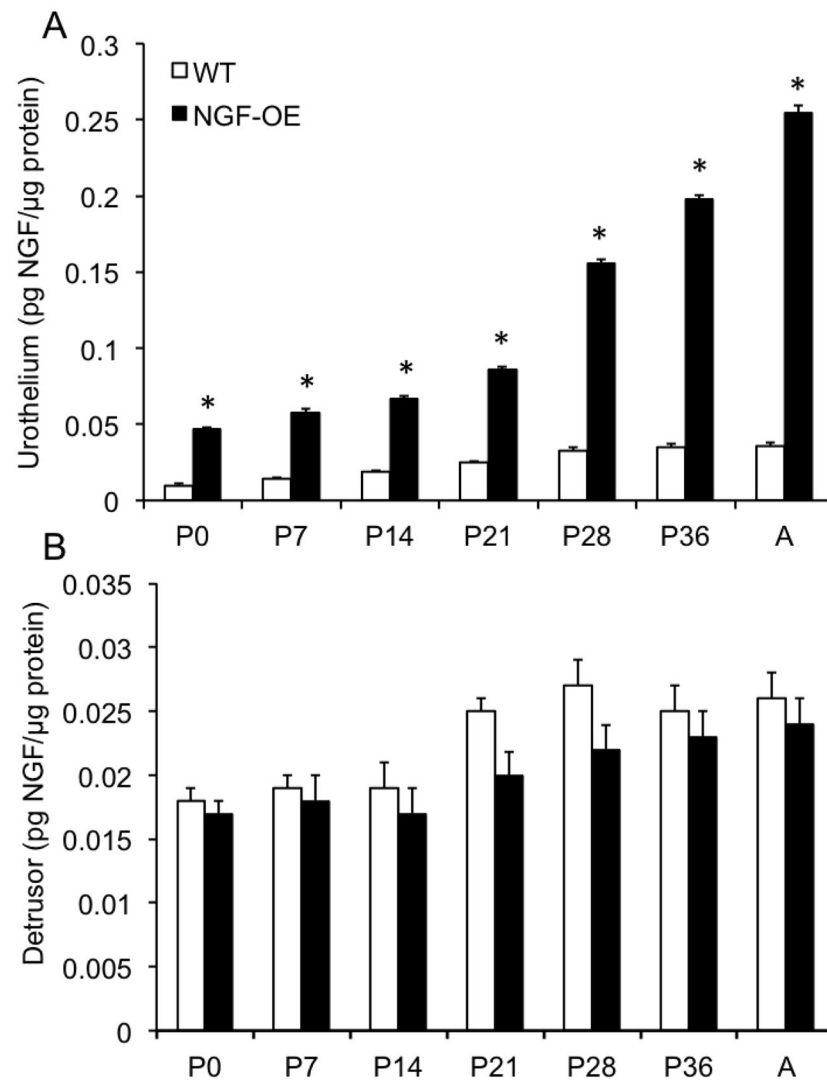 A
Urothelium (pg NGF/µg protein)
0.3
0.25
0.2
0.15
0.1
0.05
0
WT
NGF-OE
* * * * * * *
P0 P7 P14 P21 P28 P36 A
B
Detrusor (pg NGF/µg protein)
0.035
0.03
0.025
0.02
0.015
0.01
0.005
0
P0 P7 P14 P21 P28 P36 A